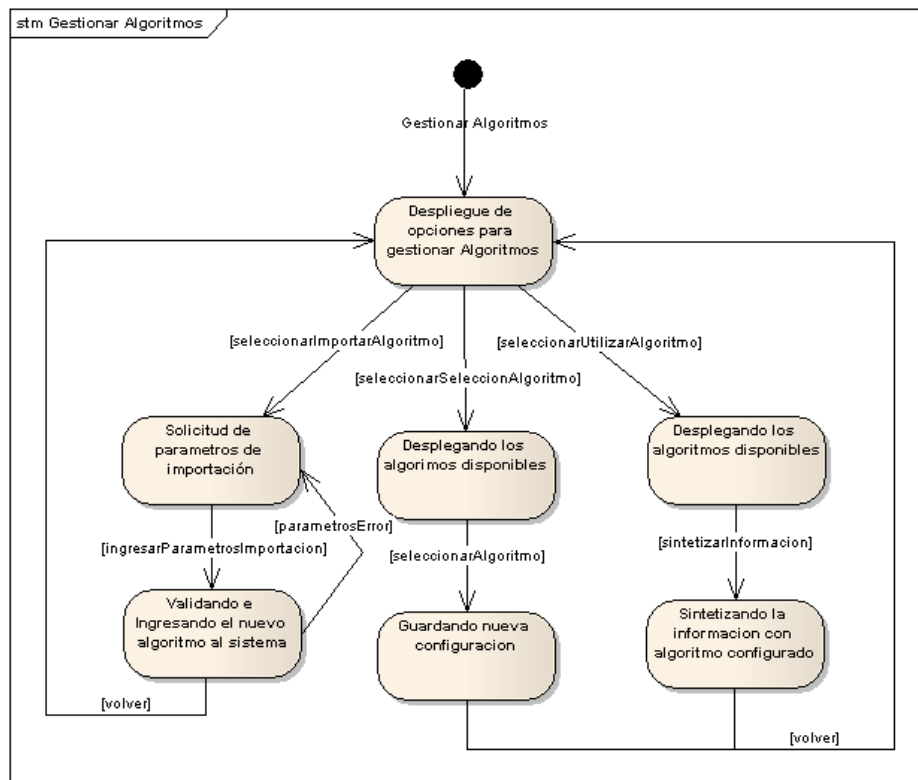 stm Gestionar Algoritmos
Gestionar Algoritmos
Despliegue de
opciones para
gestionar Algoritmos
[seleccionarImportarAlgoritmo]
[seleccionarUtilizarAlgoritmo]
[seleccionarSeleccionAlgoritmo]
Solicitud de
parametros de
importación
Desplegando los
algorimos disponibles
Desplegando los
algoritmos disponibles
[parametrosError]
[ingresarParametrosImportacion]
[seleccionarAlgoritmo]
[sintetizarInformacion]
Validando e
Ingresando el nuevo
algoritmo al sistema
Guardando nueva
configuracion
Sintetizando la
informacion con
algoritmo configurado
[volver]
[volver]